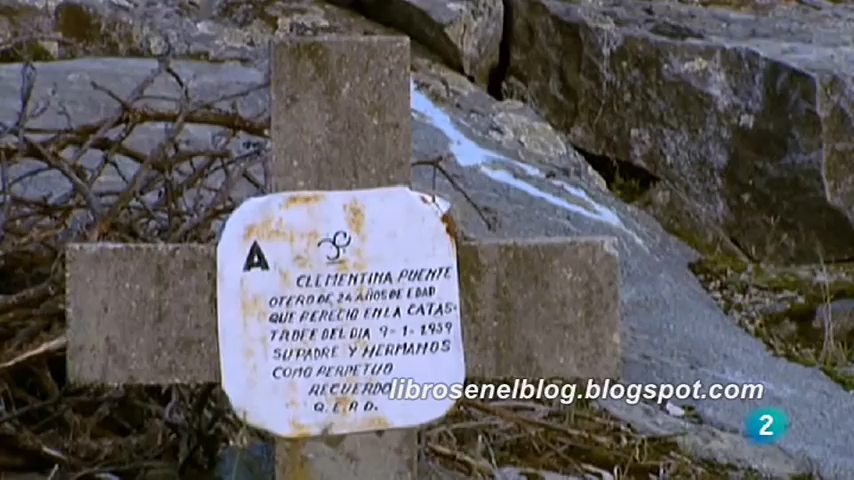 A
CLEMENTINA PUENTE
OTERO DE 24 AÑOS DE EDAD
QUE PERECIO EN LA CATAS-
TROFE DEL DIA 9-1-1959
SU PADRE Y HERMANOS
COMO PERPETUO
RECUERDO
Q.E.P.D.
librosenelblog.blogspot.com
2